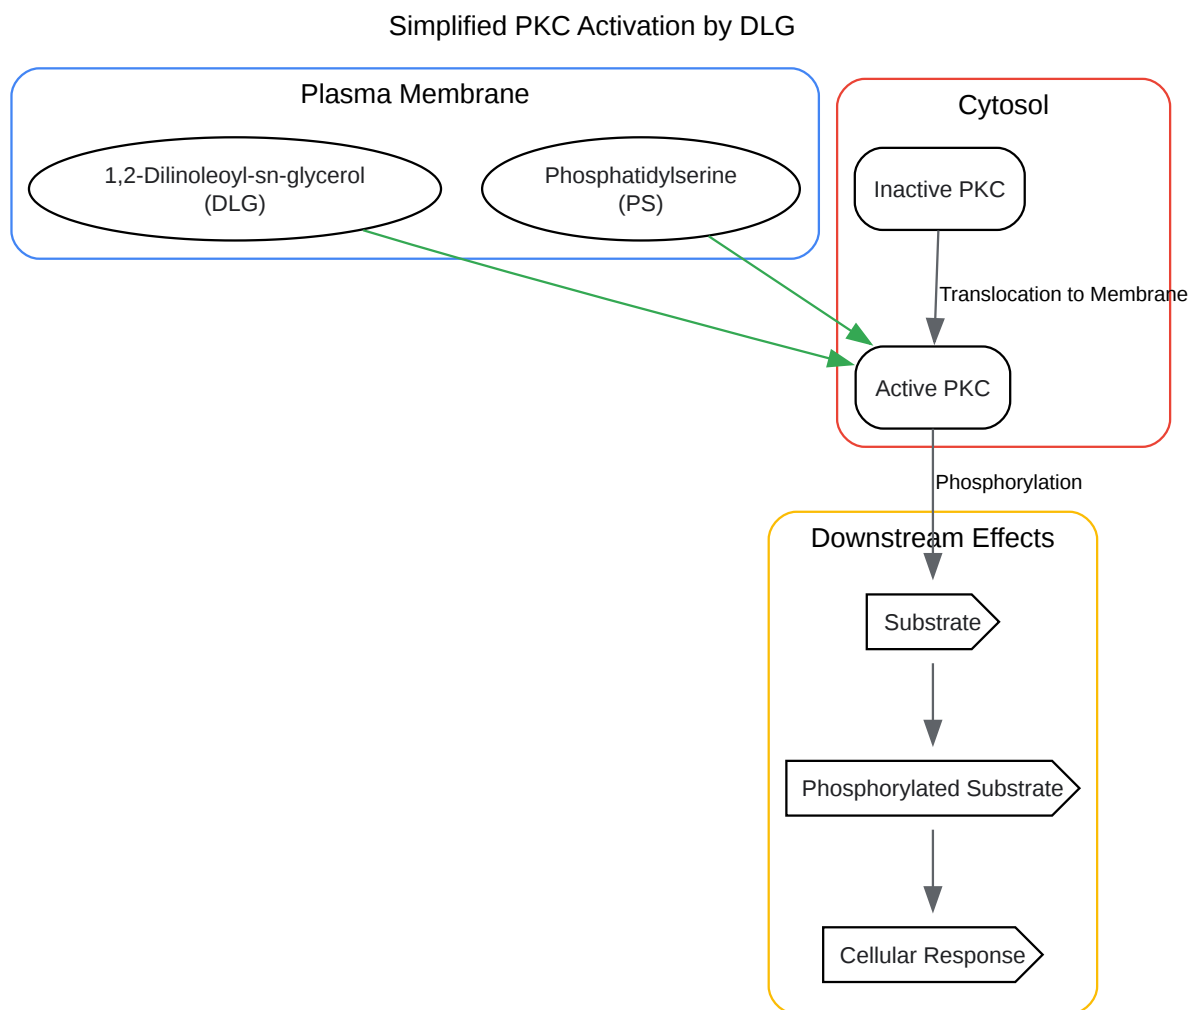 Simplified PKC Activation by DLG
Plasma Membrane
1,2-Dilinoleoyl-sn-glycerol
(DLG)
Phosphatidylserine
(PS)
Cytosol
Inactive PKC
Translocation to Membrane
Active PKC
Phosphorylation
Downstream Effects
Substrate
Phosphorylated Substrate
Cellular Response